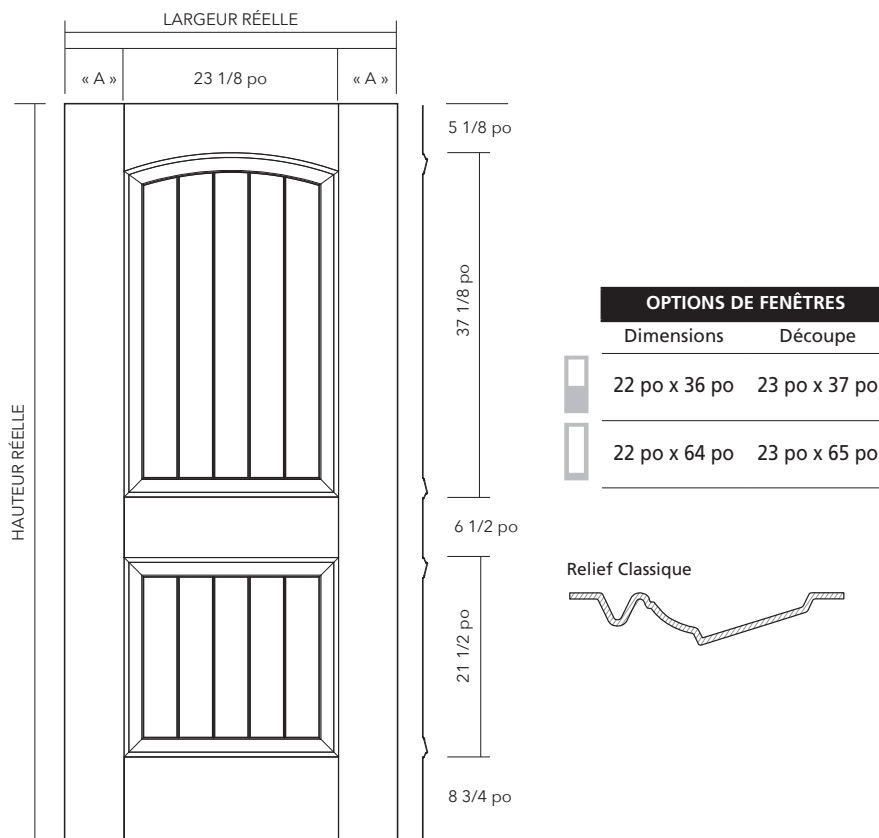 LARGEUR RÉELLE
« A »
23 1/8 po
« A »
5 1/8 po
37 1/8 po
HAUTEUR RÉELLE
6 1/2 po
21 1/2 po
8 3/4 po
OPTIONS DE FENÊTRES
Dimensions Découpe
22 po x 36 po 23 po x 37 po
22 po x 64 po 23 po x 65 po
Relief Classique